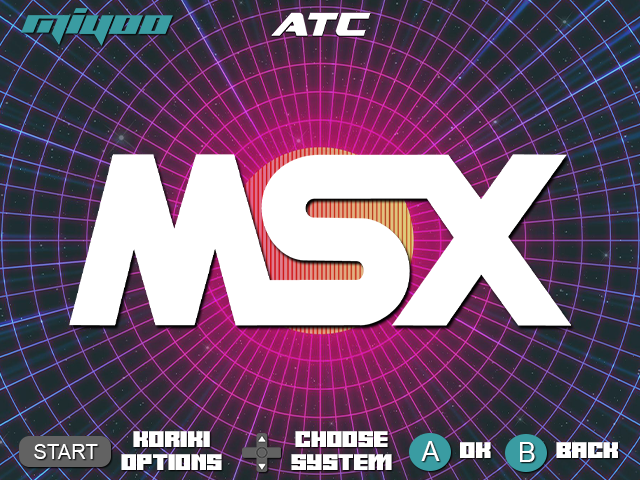 miyoo
ATC
MSX
START
KORIKI
OPTIONS
CHOOSE
SYSTEM
A
OK
B
BACK